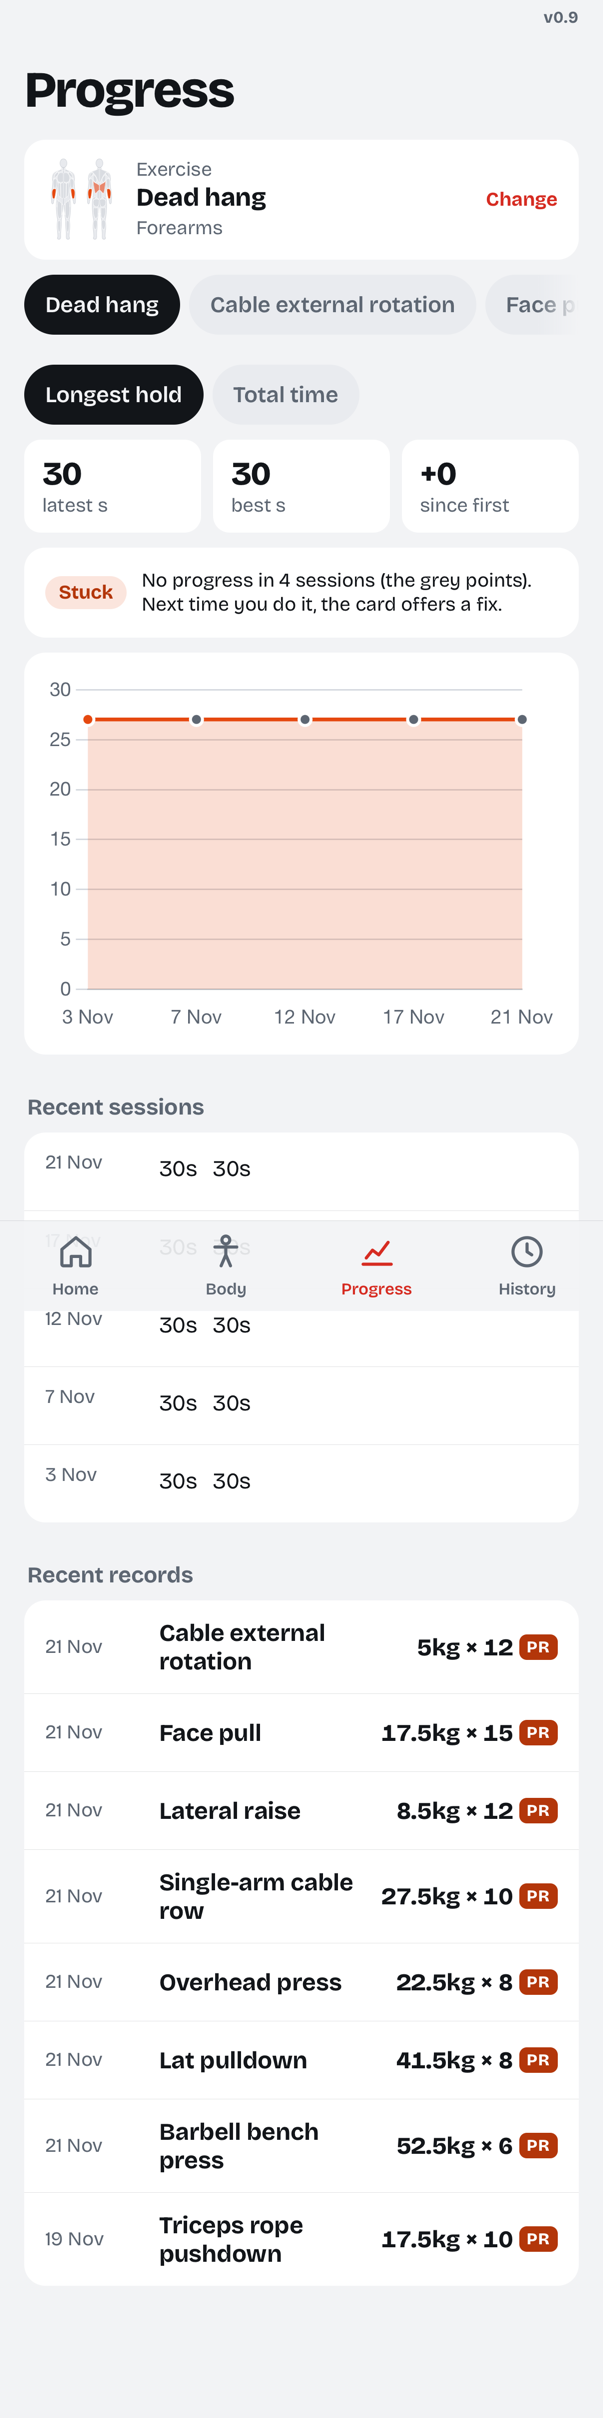 v0.9
Progress
Exercise
Dead hang
Forearms
Change
Dead hang
Cable external rotation
Face p
Longest hold
Total time
30
latest s
30
best s
+0
since first
Stuck
No progress in 4 sessions (the grey points).
Next time you do it, the card offers a fix.
30
25
20
15
10
5
0
3 Nov
7 Nov
12 Nov
17 Nov
21 Nov
Recent sessions
21 Nov
30s 30s
17 Nov
30s 30s
Home
Body
Progress
History
12 Nov
30s 30s
7 Nov
30s 30s
3 Nov
30s 30s
Recent records
21 Nov
Cable external
rotation
5kg × 12 PR
21 Nov
Face pull
17.5kg × 15 PR
21 Nov
Lateral raise
8.5kg × 12 PR
21 Nov
Single-arm cable
row
27.5kg × 10 PR
21 Nov
Overhead press
22.5kg × 8 PR
21 Nov
Lat pulldown
41.5kg × 8 PR
21 Nov
Barbell bench
press
52.5kg × 6 PR
19 Nov
Triceps rope
pushdown
17.5kg × 10 PR